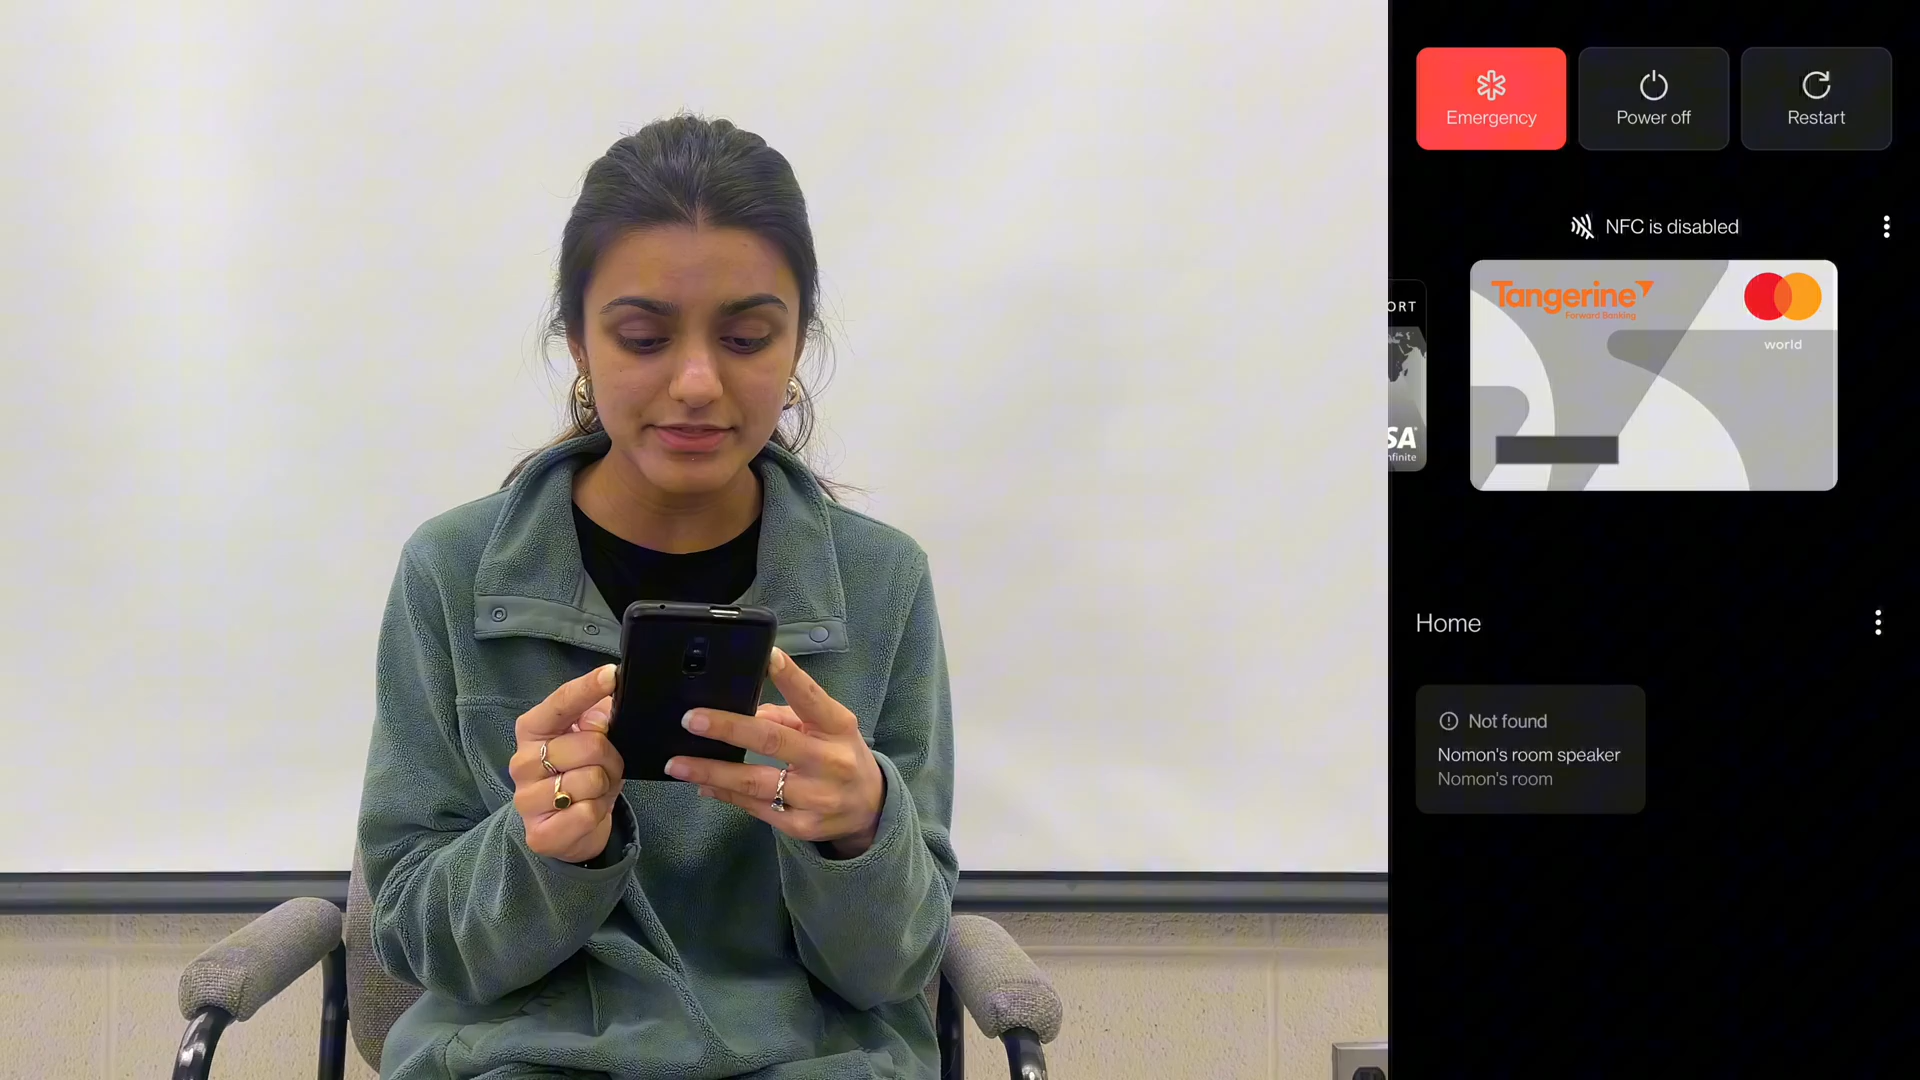 Emergency
Power off
Restart
NFC is disabled
ORT
Tangerine
Forward Banking
world
SA
nfinite
Home
Not found
Nomon's room speaker
Nomon's room